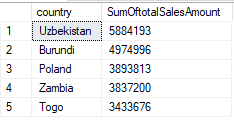 country SumOftotalSalesAmount
1 Uzbekistan 5884193
2 Burundi 4974996
3 Poland 3893813
4 Zambia 3837200
5 Togo 3433676